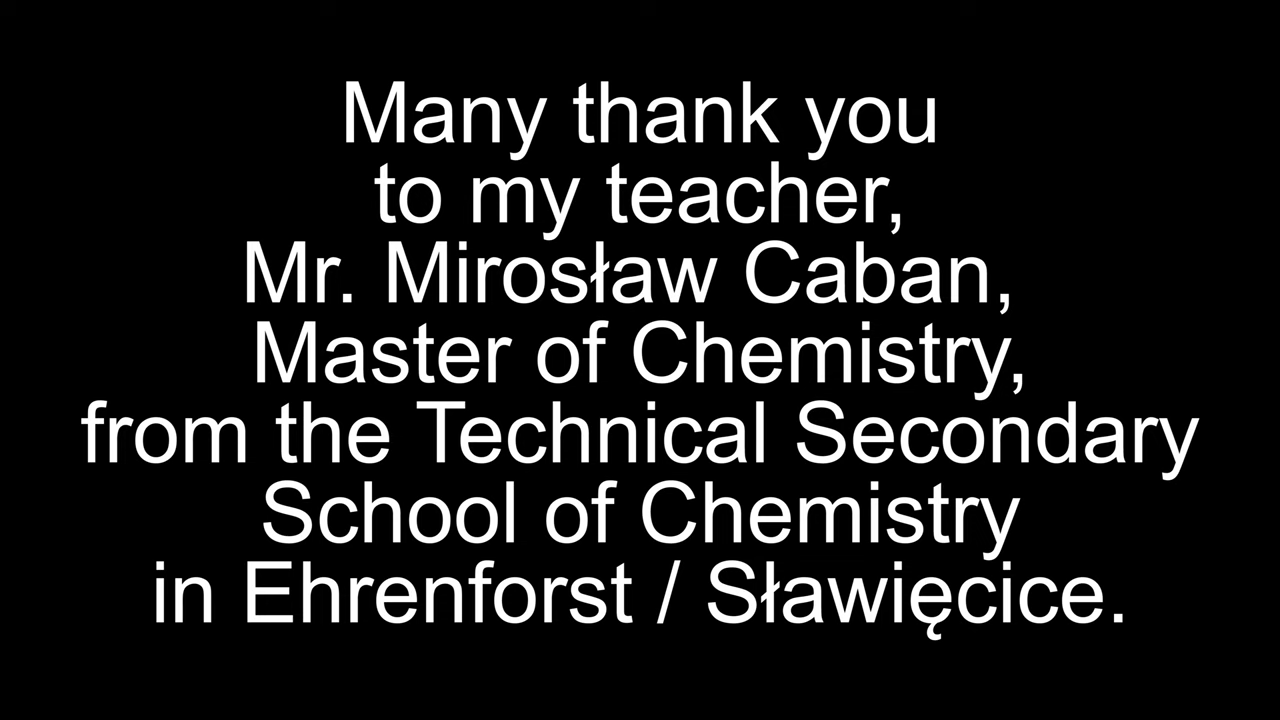 Many thank you
to my teacher,
Mr. Mirosław Caban,
Master of Chemistry,
from the Technical Secondary
School of Chemistry
in Ehrenforst / Sławięcice.